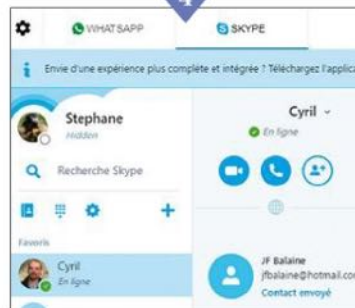 4
WHATSAPP
SKYPE
Envie d'une expérience plus complète et intégrée ? Téléchargez l'applica
Stephane
Hidden
Recherche Skype
Favoris
Cyril
En ligne
Cyril
En ligne
JF Balaine
jfbalaine@hotmail.co
Contact envoyé